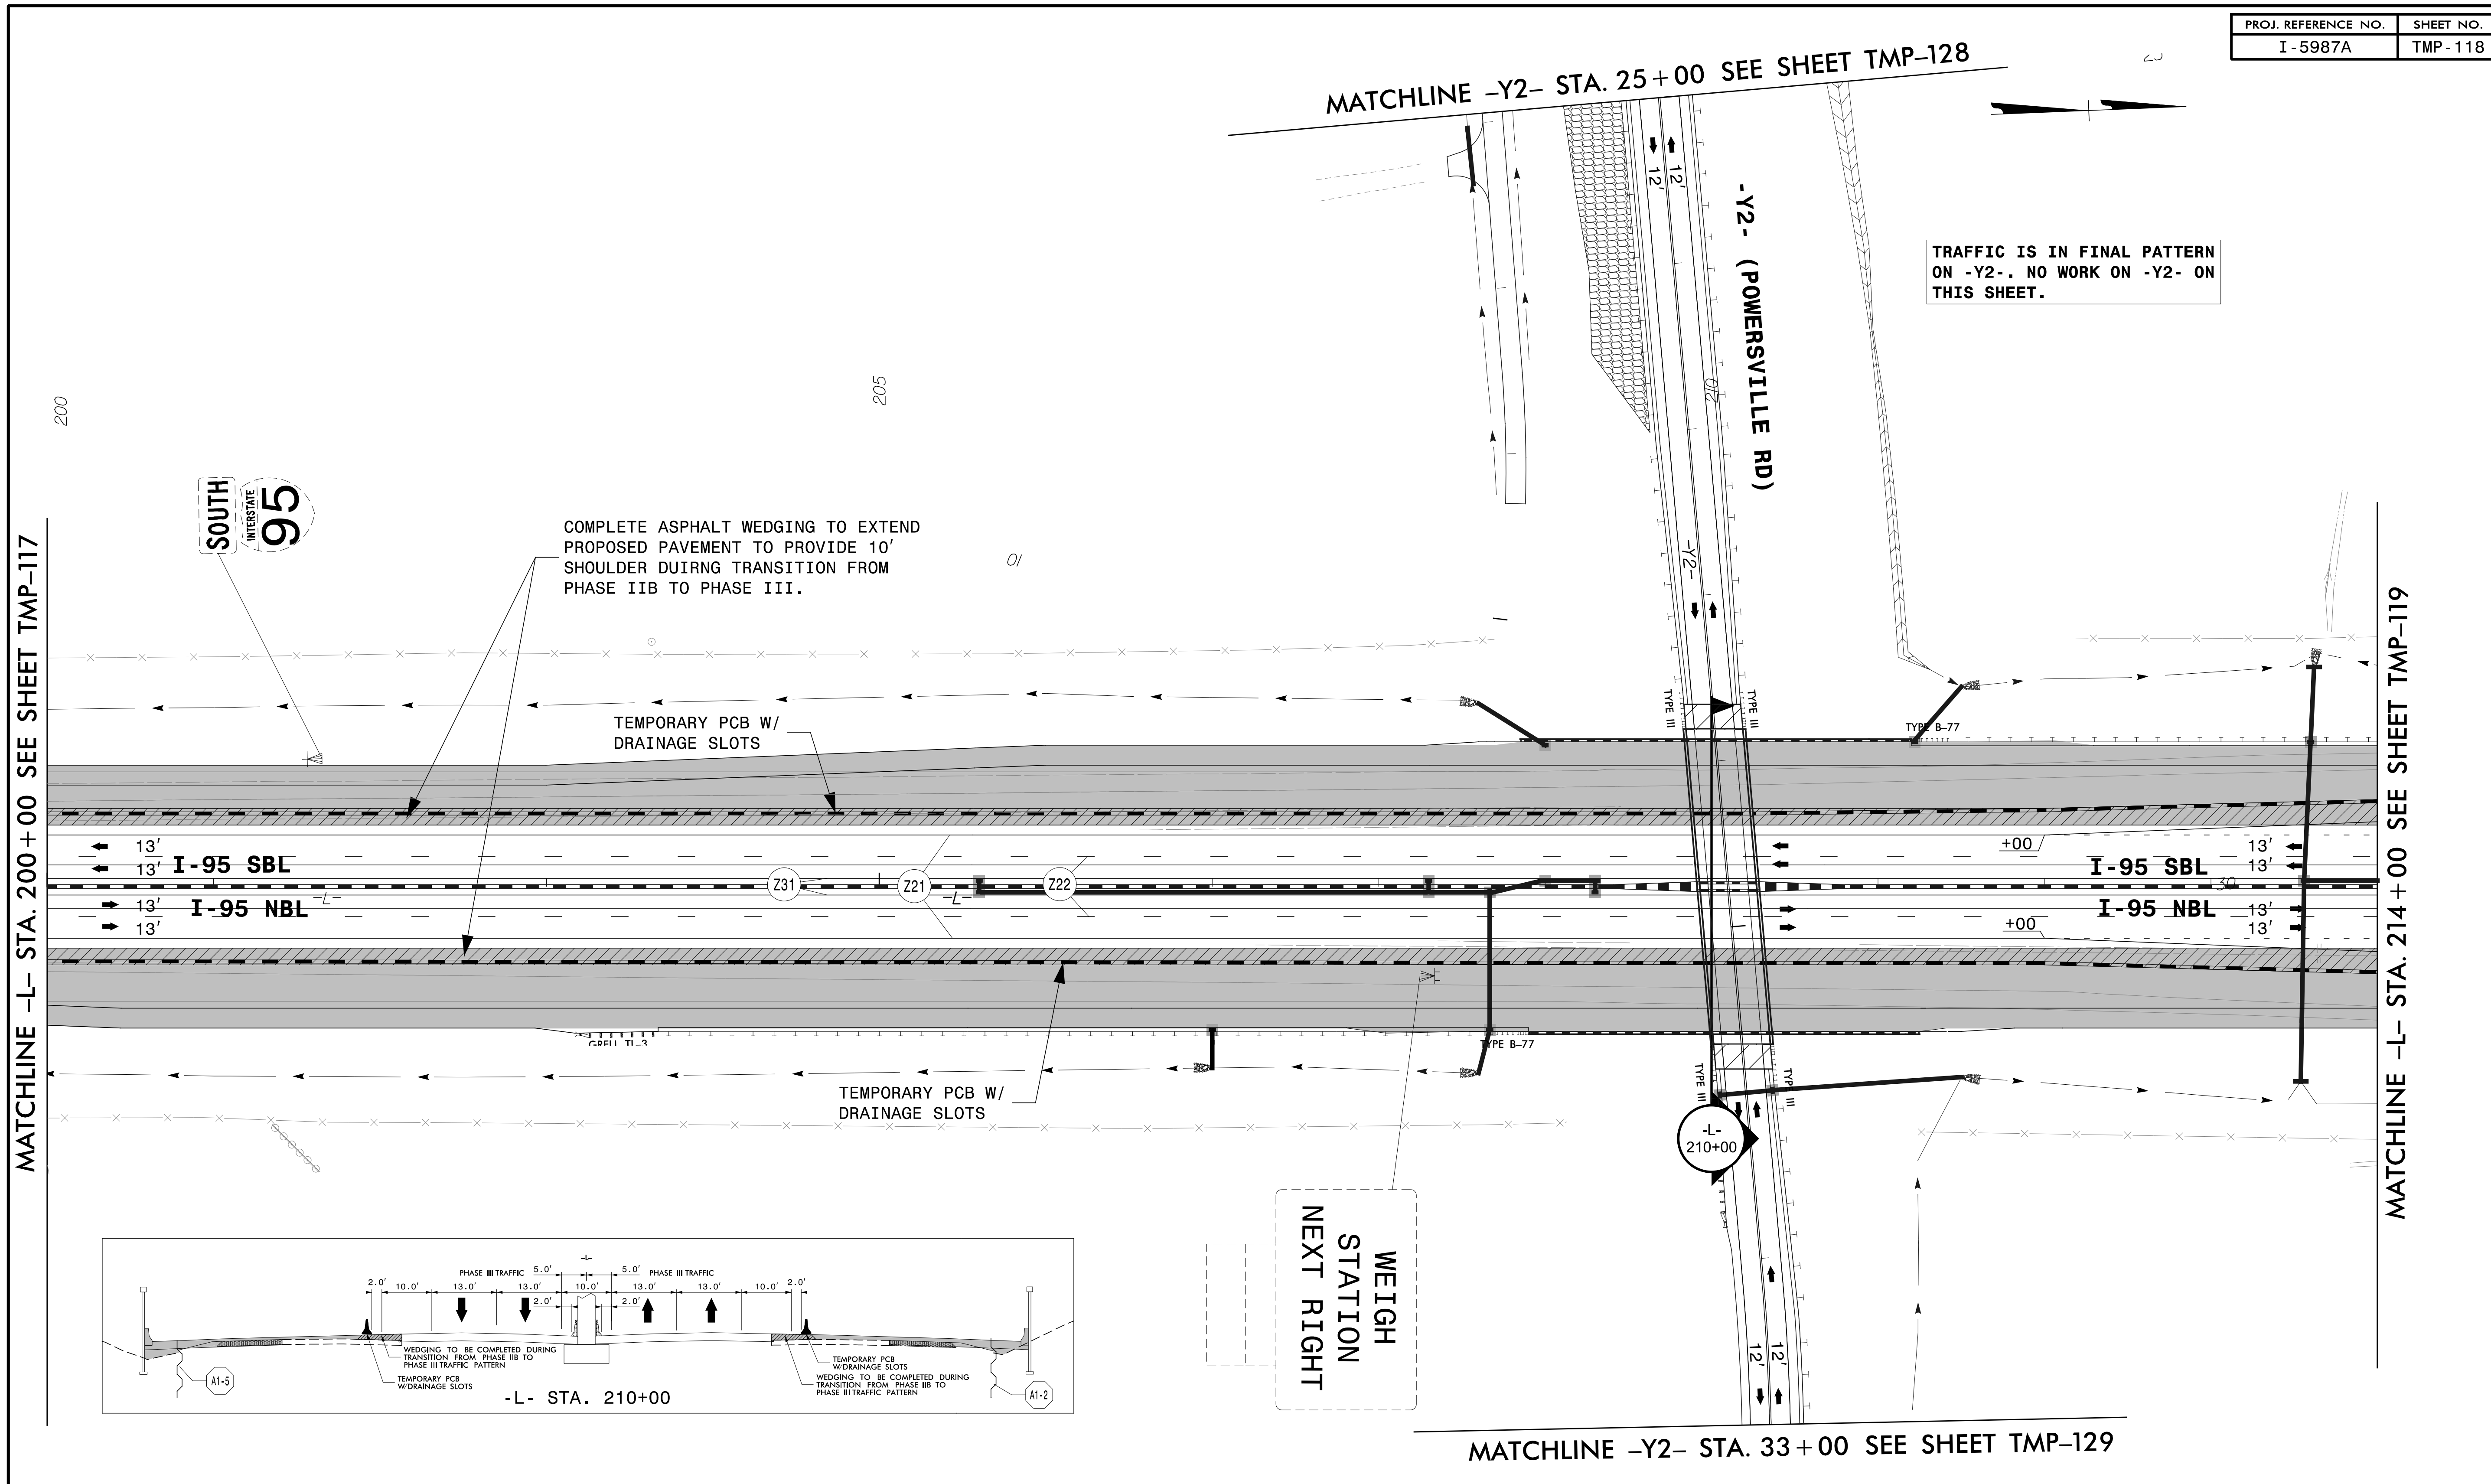 PROJ. REFERENCE NO.
SHEET NO.
I-5987A
TMP-118
MATCHLINE –Y2– STA. 25+00 SEE SHEET TMP–128
12'
12'
-Y2- (POWERSVILLE RD)
TRAFFIC IS IN FINAL PATTERN
ON -Y2-. NO WORK ON -Y2- ON
THIS SHEET.
200
205
210
SOUTH
INTERSTATE
95
COMPLETE ASPHALT WEDGING TO EXTEND
PROPOSED PAVEMENT TO PROVIDE 10'
SHOULDER DUIRNG TRANSITION FROM
PHASE IIB TO PHASE III.
–Y2–
MATCHLINE –L– STA. 200+00 SEE SHEET TMP–117
MATCHLINE –L– STA. 214+00 SEE SHEET TMP–119
TEMPORARY PCB W/
DRAINAGE SLOTS
TYPE III
TYPE III
TYPE B–77
13'
13'
I-95 SBL
13'
13'
I-95 NBL
–L–
Z31
Z21
–L–
Z22
+00
I-95 SBL
13'
13'
30
I-95 NBL
13'
13'
+00
GREU TL–3
TYPE B–77
TEMPORARY PCB W/
DRAINAGE SLOTS
TYPE III
TYPE III
-L-
210+00
WEIGH
STATION
NEXT RIGHT
12'
12'
-L-
PHASE III TRAFFIC
5.0'
5.0'
PHASE III TRAFFIC
2.0'
10.0'
13.0'
13.0'
10.0'
13.0'
13.0'
10.0'
2.0'
2.0'
2.0'
WEDGING TO BE COMPLETED DURING
TRANSITION FROM PHASE IIB TO
PHASE III TRAFFIC PATTERN
TEMPORARY PCB
W/DRAINAGE SLOTS
TEMPORARY PCB
W/DRAINAGE SLOTS
WEDGING TO BE COMPLETED DURING
TRANSITION FROM PHASE IIB TO
PHASE III TRAFFIC PATTERN
A1-5
A1-2
-L- STA. 210+00
MATCHLINE –Y2– STA. 33+00 SEE SHEET TMP–129